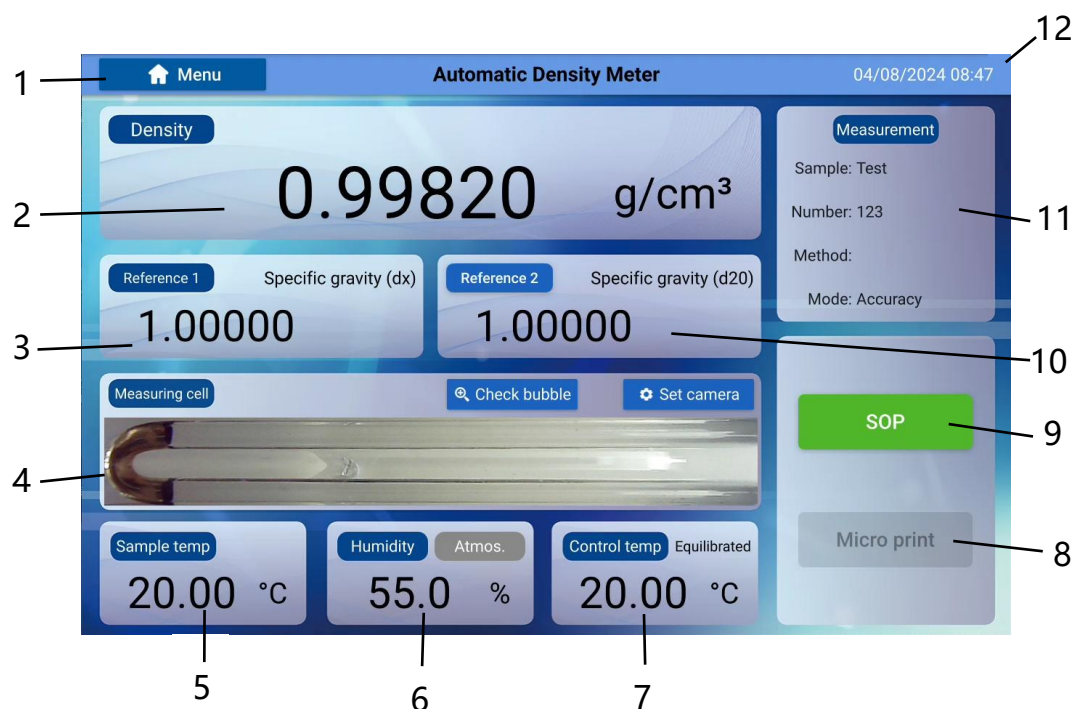 12
1
Menu
Automatic Density Meter
04/08/2024 08:47
Density
0.99820 g/cm³
2
Measurement
Sample: Test
Number: 123
Method:
Mode: Accuracy
11
Reference 1 Specific gravity (dx)
1.00000
3
Reference 2 Specific gravity (d20)
1.00000
10
Measuring cell
Check bubble
Set camera
4
SOP
9
Micro print
8
Sample temp
20.00 °C
5
Humidity Atmos.
55.0 %
6
Control temp Equilibrated
20.00 °C
7